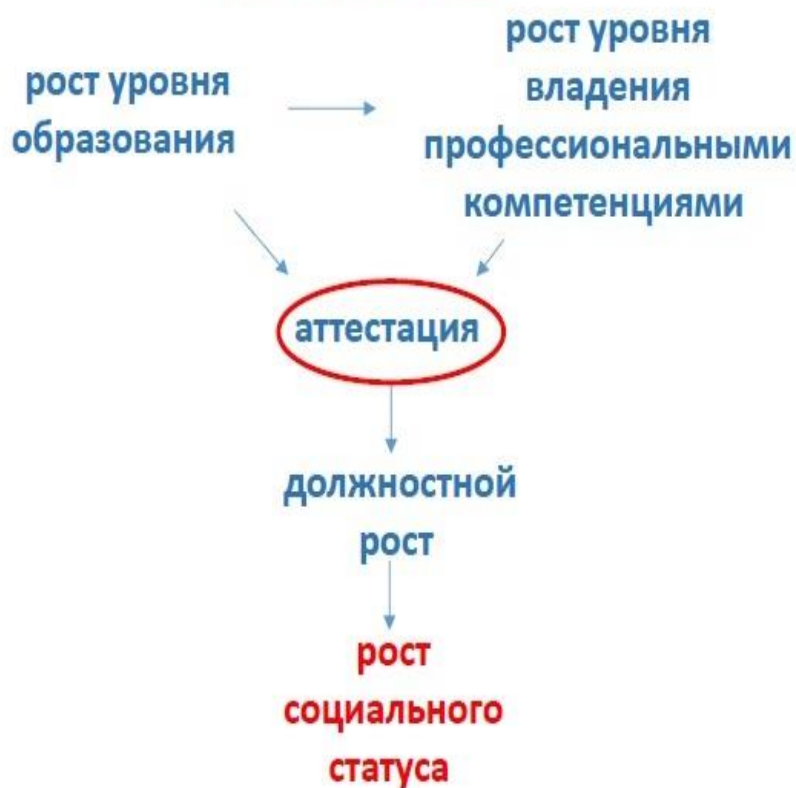 рост уровня
образования
рост уровня
владения
профессиональными
компетенциями
аттестация
должностной
рост
рост
социального
статуса